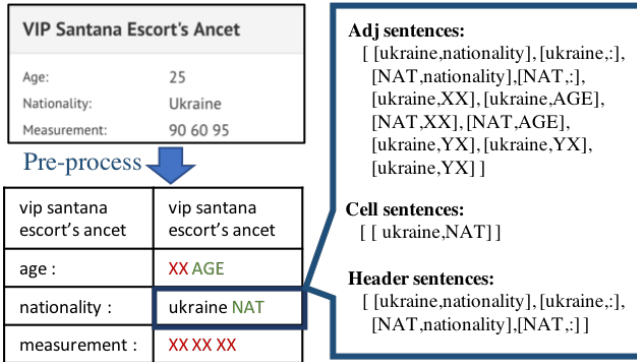 VIP Santana Escort's Ancet
Age: 25
Nationality: Ukraine
Measurement: 90 60 95
Pre-process
vip santana escort's ancet vip santana escort's ancet
age : XX AGE
nationality : ukraine NAT
measurement : XX XX XX
Adj sentences:
[ [ukraine,nationality], [ukraine,:],
[NAT,nationality],[NAT,:],
[ukraine,XX], [ukraine,AGE],
[NAT,XX], [NAT,AGE],
[ukraine,YX], [ukraine,YX],
[ukraine,YX] ]
Cell sentences:
[ [ ukraine,NAT] ]
Header sentences:
[ [ukraine,nationality], [ukraine,:],
[NAT,nationality],[NAT,:] ]